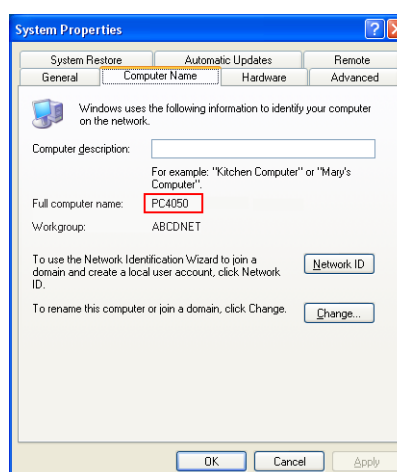 System Properties
System Restore Automatic Updates Remote
General Computer Name Hardware Advanced
Windows uses the following information to identify your computer
on the network.
Computer description:
For example: "Kitchen Computer" or "Mary's
Computer".
Full computer name: PC4050
Workgroup: ABCDNET
To use the Network Identification Wizard to join a
domain and create a local user account, click Network
ID.
Network ID
To rename this computer or join a domain, click Change.
Change...
OK Cancel Apply